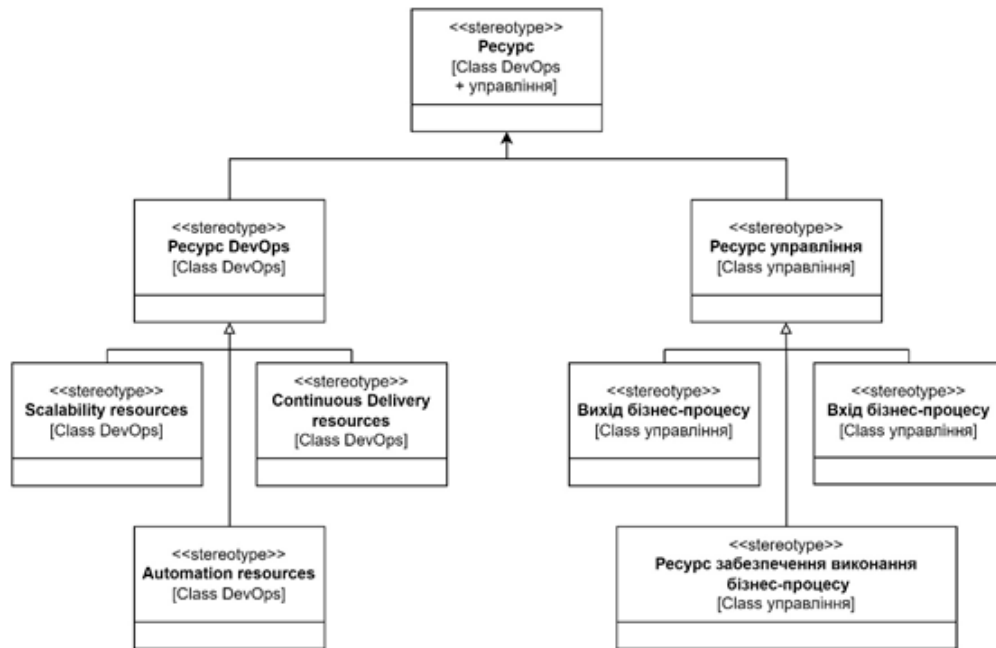 <<stereotype>>
Ресурс
[Class DevOps
+ управління]
<<stereotype>>
Ресурс DevOps
[Class DevOps]
<<stereotype>>
Ресурс управління
[Class управління]
<<stereotype>>
Scalability resources
[Class DevOps]
<<stereotype>>
Continuous Delivery
resources
[Class DevOps]
<<stereotype>>
Вихід бізнес-процесу
[Class управління]
<<stereotype>>
Вхід бізнес-процесу
[Class управління]
<<stereotype>>
Automation resources
[Class DevOps]
<<stereotype>>
Ресурс забезпечення виконання
бізнес-процесу
[Class управління]